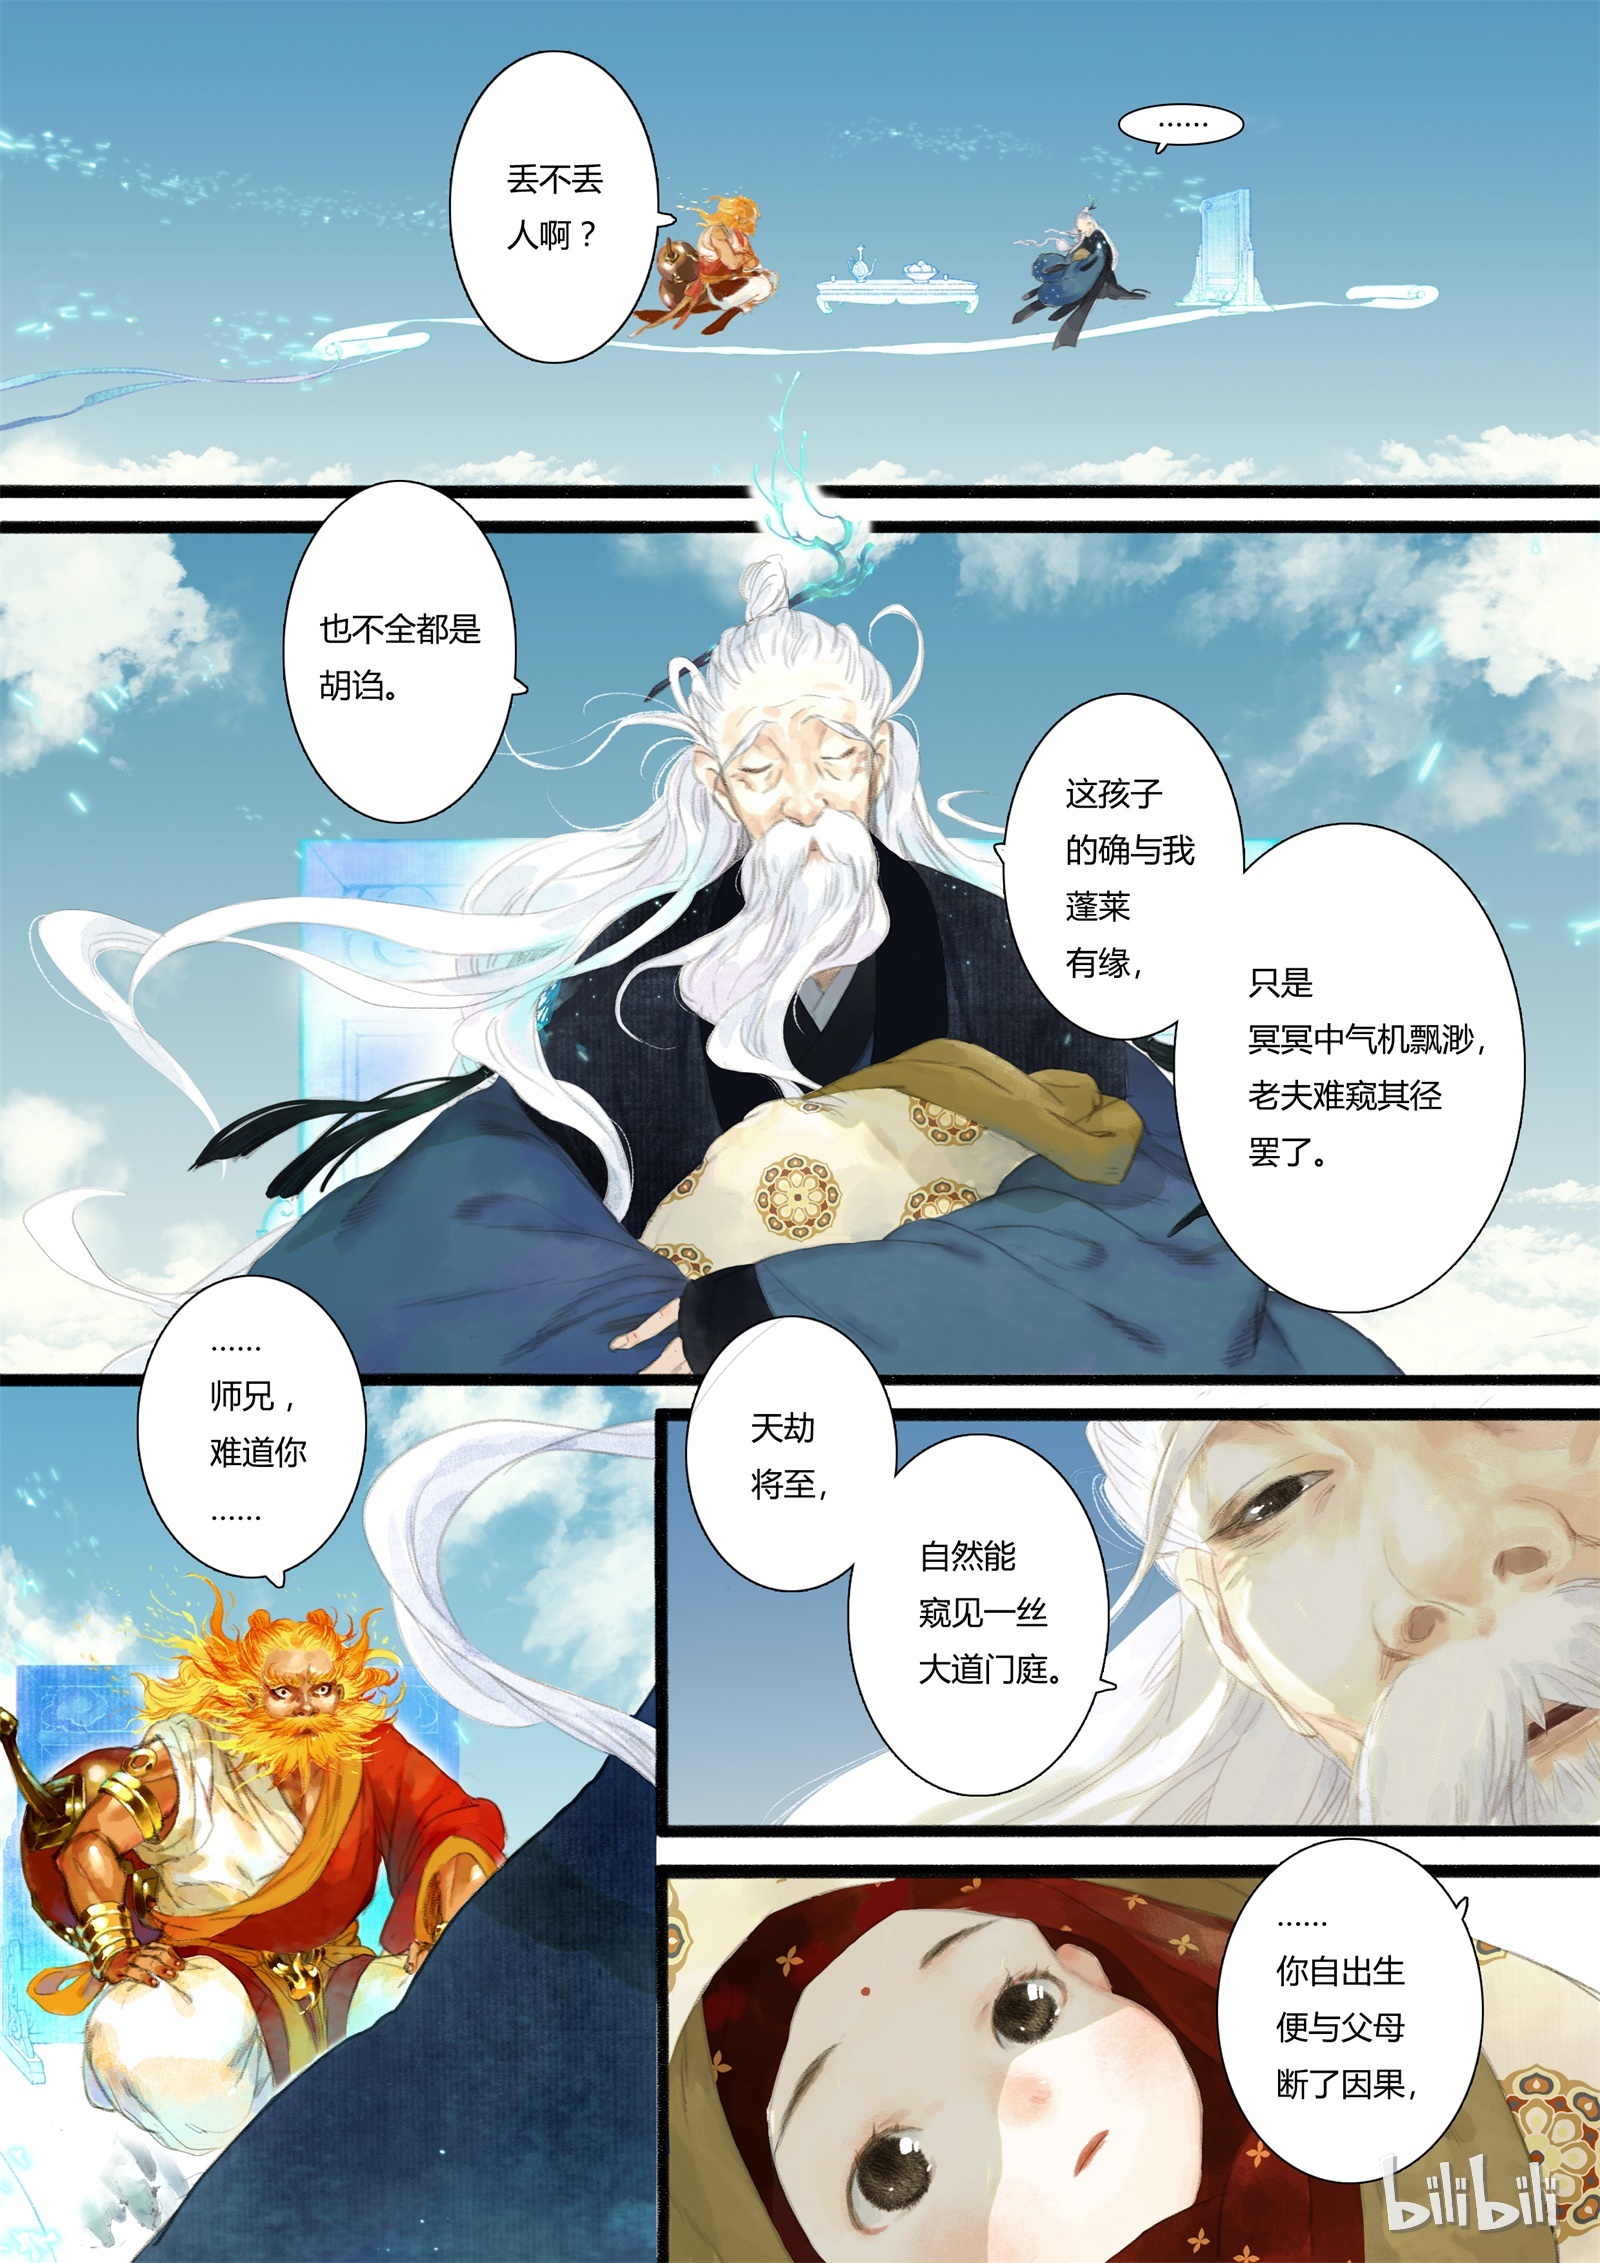 丢不丢
人啊？
……
也不全都是
胡诌。
这孩子
的确与我
蓬莱
有缘，
只是
冥冥中气机飘渺，
老夫难窥其径
罢了。
……
师兄，
难道你
……
天劫
将至，
自然能
窥见一丝
大道门庭。
……
你自出生
便与父母
断了因果，
bilibili